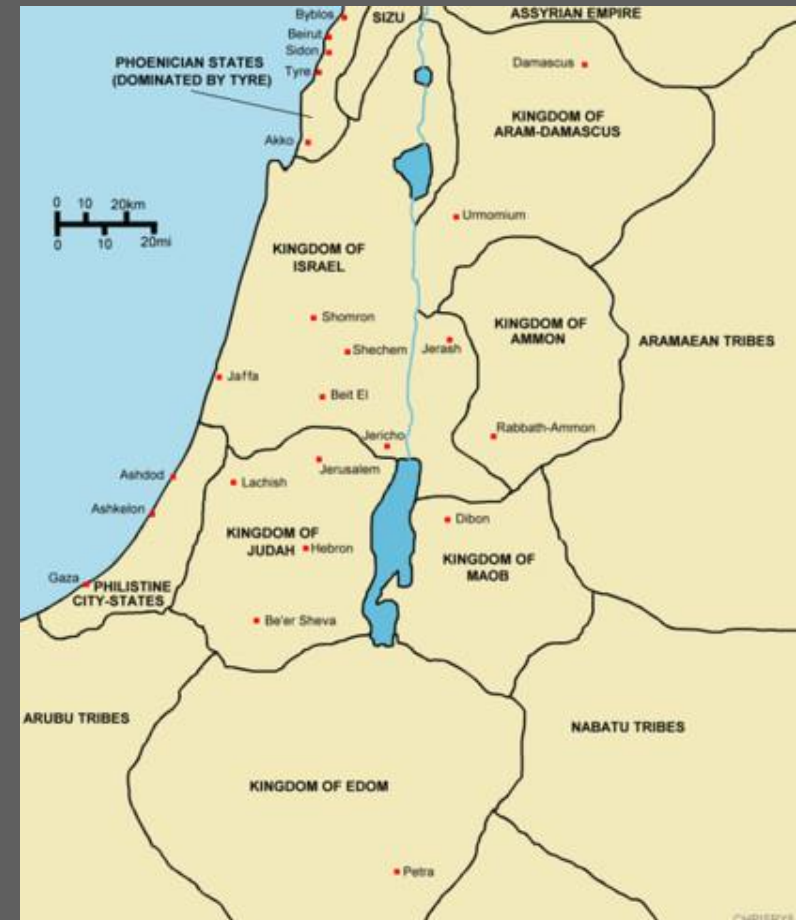 Byblos
SIZU
ASSYRIAN EMPIRE
Beirut
Sidon
Tyre
PHOENICIAN STATES
(DOMINATED BY TYRE)
Damascus
KINGDOM OF
ARAM-DAMASCUS
Akko
0 10 20km
0 10 20mi
Urmomium
KINGDOM OF
ISRAEL
Shomron
KINGDOM OF
AMMON
ARAMAEAN TRIBES
Shechem
Jerash
Jaffa
Beit El
Rabbath-Ammon
Jericho
Jerusalem
Ashdod
Lachish
Ashkelon
Dibon
KINGDOM OF
JUDAH
Hebron
KINGDOM OF
MAOB
Gaza
PHILISTINE
CITY-STATES
Be'er Sheva
ARUBU TRIBES
NABATU TRIBES
KINGDOM OF EDOM
Petra